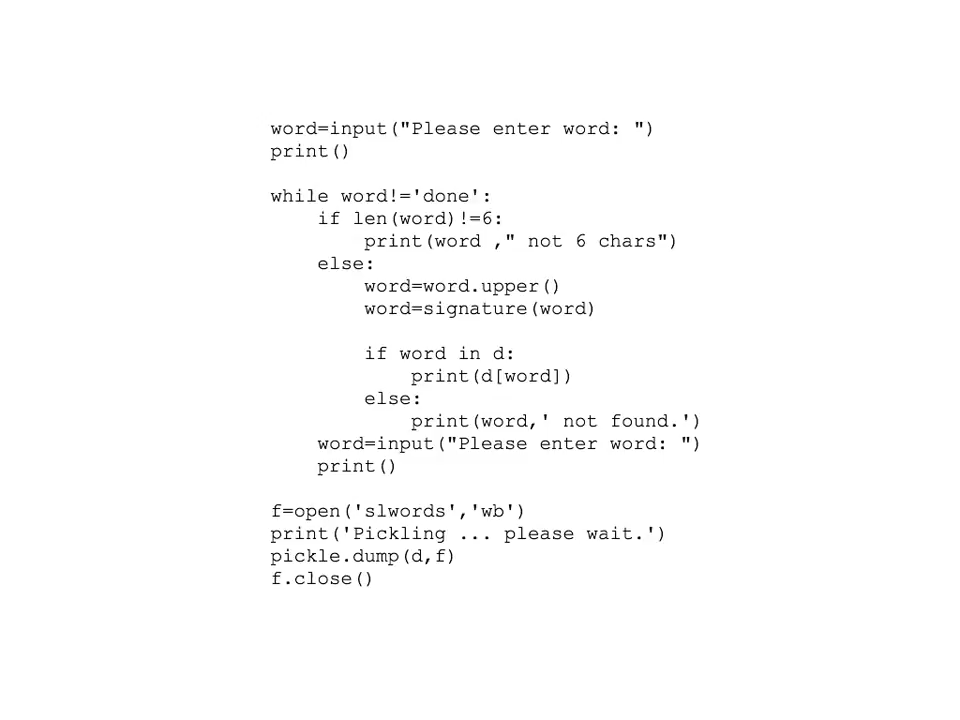 word=input("Please enter word: ")
print()

while word!='done':
    if len(word)!=6:
        print(word ," not 6 chars")
    else:
        word=word.upper()
        word=signature(word)

        if word in d:
            print(d[word])
        else:
            print(word,' not found.')
    word=input("Please enter word: ")
    print()

f=open('slwords','wb')
print('Pickling ... please wait.')
pickle.dump(d,f)
f.close()